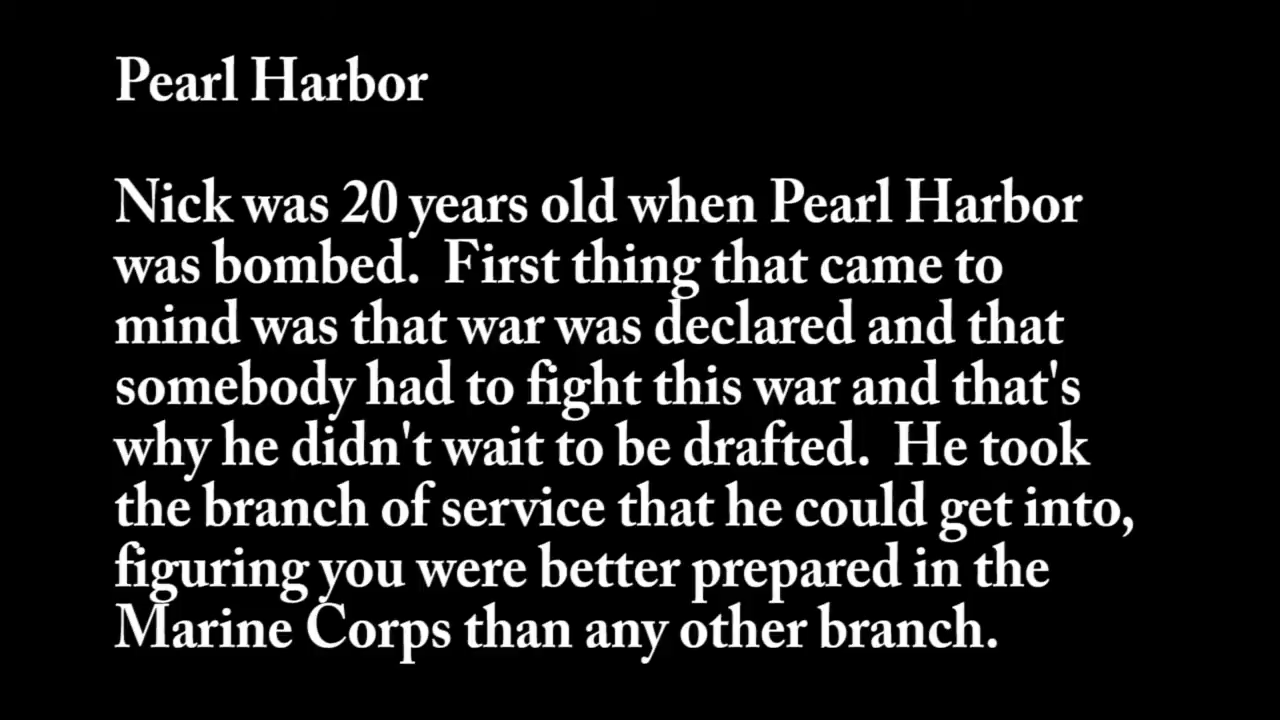 Pearl Harbor
Nick was 20 years old when Pearl Harbor
was bombed.  First thing that came to
mind was that war was declared and that
somebody had to fight this war and that's
why he didn't wait to be drafted.  He took
the branch of service that he could get into,
figuring you were better prepared in the
Marine Corps than any other branch.